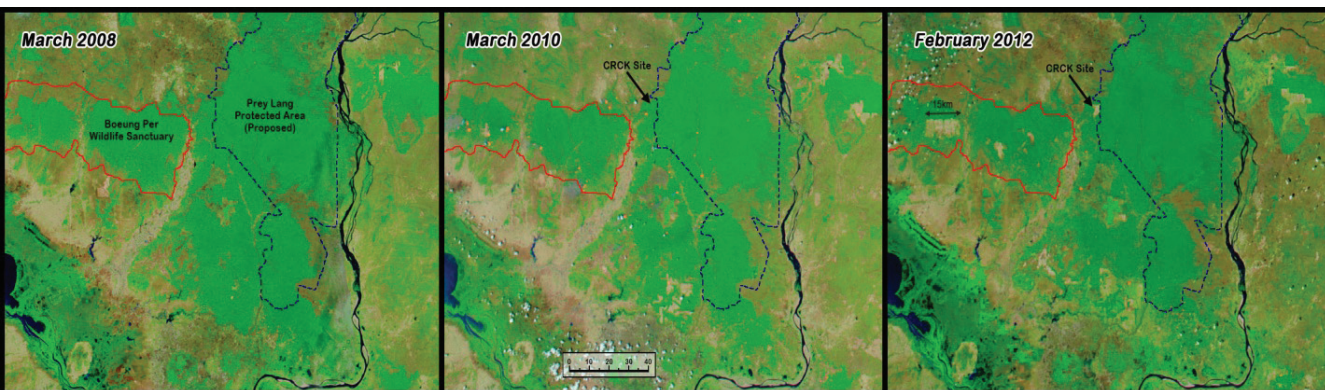 March 2008
Boeung Per
Wildlife Sanctuary
Prey Lang
Protected Area
(Proposed)
March 2010
CRCK Site
0 10 20 30 40
February 2012
CRCK Site
15km